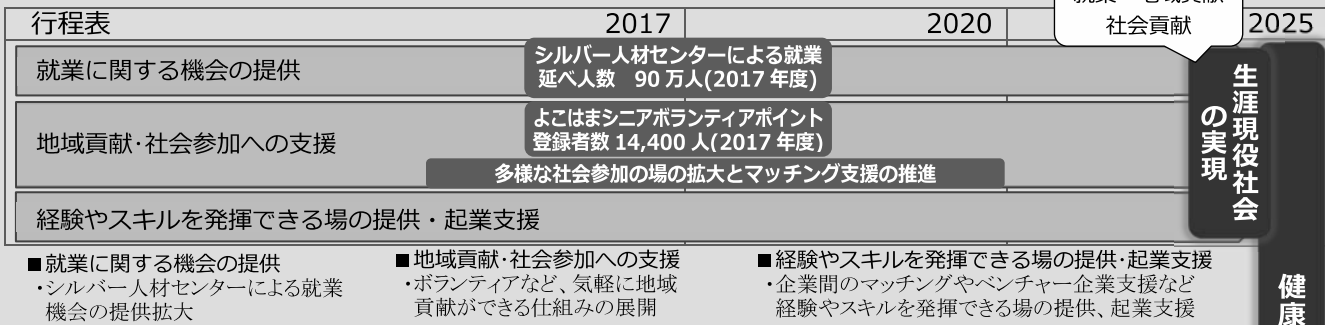 社会貢献
行程表 2017 2020 2025
就業に関する機会の提供
シルバー人材センターによる就業
延べ人数 90万人(2017年度)
地域貢献･社会参加への支援
よこはまシニアボランティアポイント
登録者数14,400人(2017年度)
多様な社会参加の場の拡大とマッチング支援の推進
経験やスキルを発揮できる場の提供・起業支援
生涯現役社会
の実現
健康
■就業に関する機会の提供
･シルバー人材センターによる就業
機会の提供拡大
■地域貢献･社会参加への支援
･ボランティアなど、気軽に地域
貢献ができる仕組みの展開
■経験やスキルを発揮できる場の提供･起業支援
･企業間のマッチングやベンチャー企業支援など
経験やスキルを発揮できる場の提供、起業支援